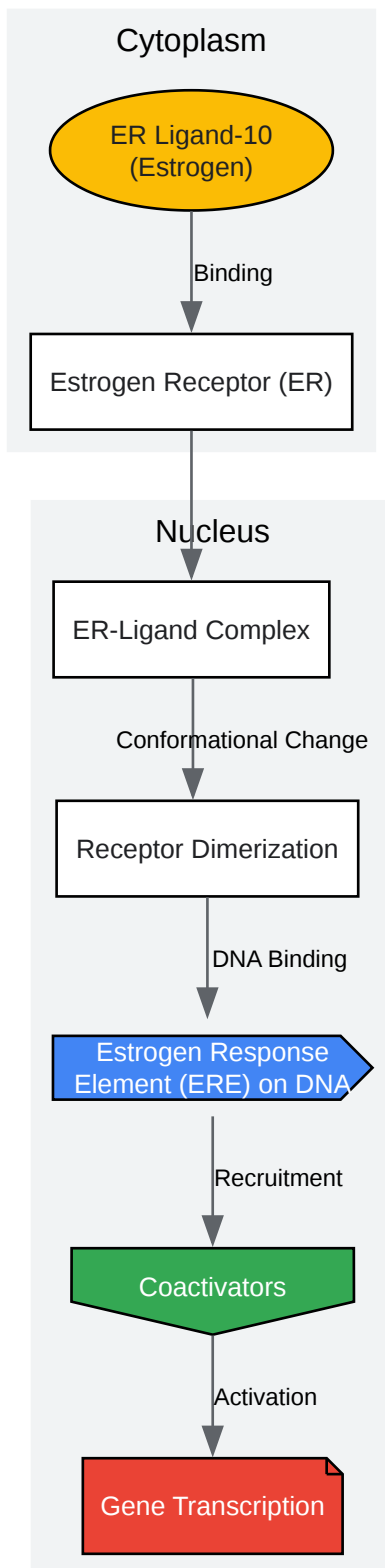 Cytoplasm
ER Ligand-10
(Estrogen)
Binding
Estrogen Receptor (ER)
Nucleus
ER-Ligand Complex
Conformational Change
Receptor Dimerization
DNA Binding
Estrogen Response
Element (ERE) on DNA
Recruitment
Coactivators
Activation
Gene Transcription